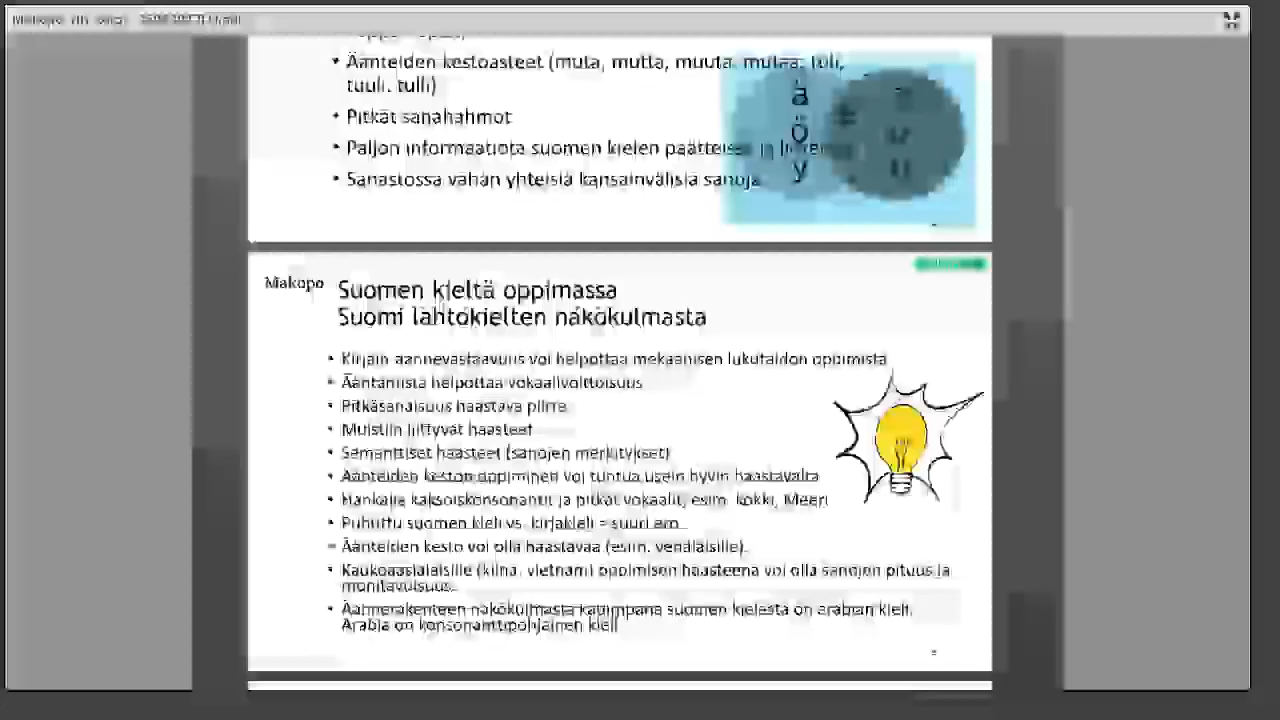 Äänteiden kestoasteet (muta, mutta, muuta, mutaa, tuli,
tuuli, tulli)
Pitkät sanahahmot
Paljon informaatiota suomen kielen päätteissä ja
Sanastossa vähän yhteisiä kansainvälisiä sanoja
ä
ö
y
Makopo
Suomen kieltä oppimassa
Suomi lähtökielten näkökulmasta
Kirjain-äännevastaavuus voi helpottaa mekaanisen lukutaidon oppimista
Ääntämistä helpottaa vokaalivoittoisuus
Pitkäsanaisuus haastava piirre
Muistiin liittyvät haasteet
Semanttiset haasteet (sanojen merkitykset)
Äänteiden keston oppiminen voi tuntua usein hyvin haastavalta
Hankalia kaksoiskonsonantit ja pitkät vokaalit, esim. kokki, Meeri
Puhuttu suomen kieli vs. kirjakieli = suuri ero
Äänteiden kesto voi olla haastavaa (esim. venäläisille).
Kaukoaasialaisille (kiina, vietnam) oppimisen haasteena voi olla sanojen pituus ja
monitavuisuus.
Äännerakenteen näkökulmasta kauimpana suomen kielestä on arabian kieli.
Arabia on konsonanttipohjainen kieli